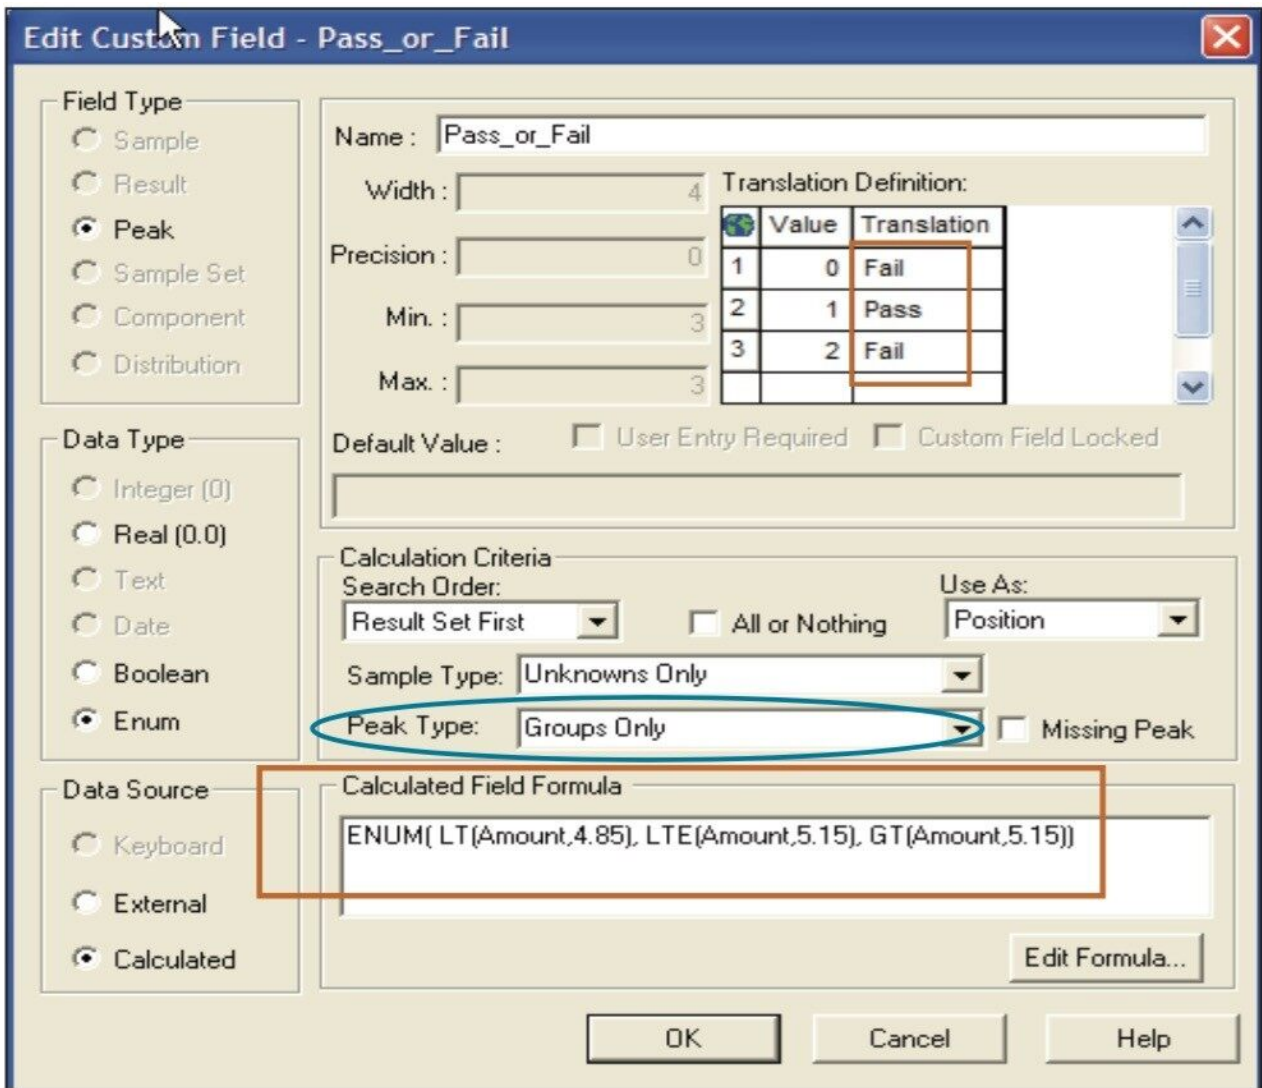 Edit Custom Field - Pass_or_Fail
Field Type
Sample
Result
Peak
Sample Set
Component
Distribution
Name : Pass_or_Fail
Width : 4
Precision : 0
Min. : 3
Max. : 3
Translation Definition:
Value Translation
1 0 Fail
2 1 Pass
3 2 Fail
Default Value : User Entry Required Custom Field Locked
Data Type
Integer (0)
Real (0.0)
Text
Date
Boolean
Enum
Calculation Criteria
Search Order: Use As:
Result Set First All or Nothing Position
Sample Type: Unknowns Only
Peak Type: Groups Only Missing Peak
Data Source
Keyboard
External
Calculated
Calculated Field Formula
ENUM( LT(Amount,4.85), LTE(Amount,5.15), GT(Amount,5.15))
Edit Formula...
OK Cancel Help